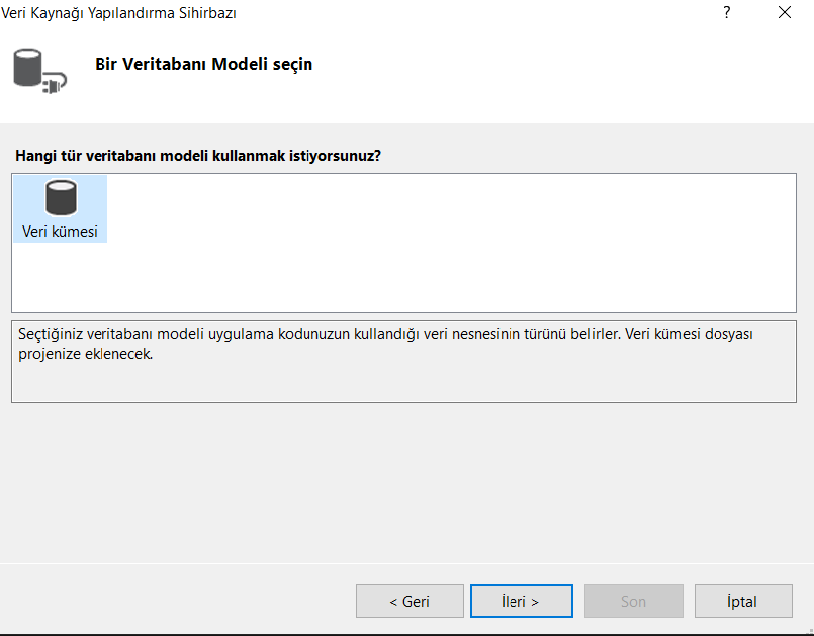 Veri Kaynağı Yapılandırma Sihirbazı
?
Bir Veritabanı Modeli seçin
Hangi tür veritabanı modeli kullanmak istiyorsunuz?
Veri kümesi
Seçtiğiniz veritabanı modeli uygulama kodunuzun kullandığı veri nesnesinin türünü belirler. Veri kümesi dosyası
projenize eklenecek.
< Geri
İleri >
Son
İptal